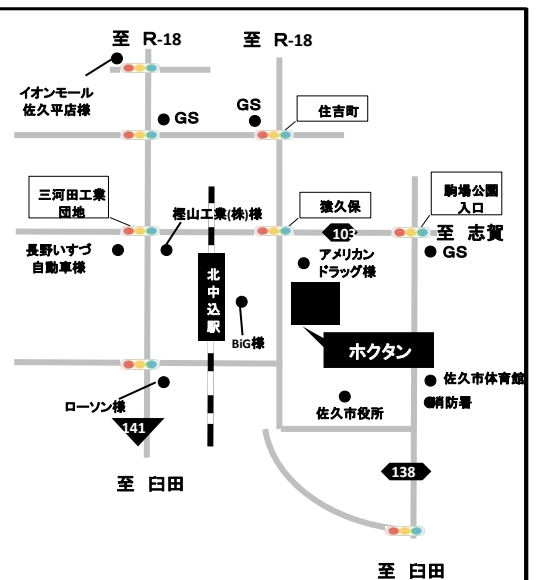 至 R-18
至 R-18
イオンモール
佐久平店様
GS
GS
住吉町
三河田工業
団地
樫山工業(株)様
猿久保
駒場公園
入口
103
至 志賀
長野いすづ
自動車様
アメリカン
ドラッグ様
GS
北中込駅
BiG様
ホクタン
ローソン様
佐久市役所
佐久市体育館
消防署
141
138
至 臼田
至 臼田